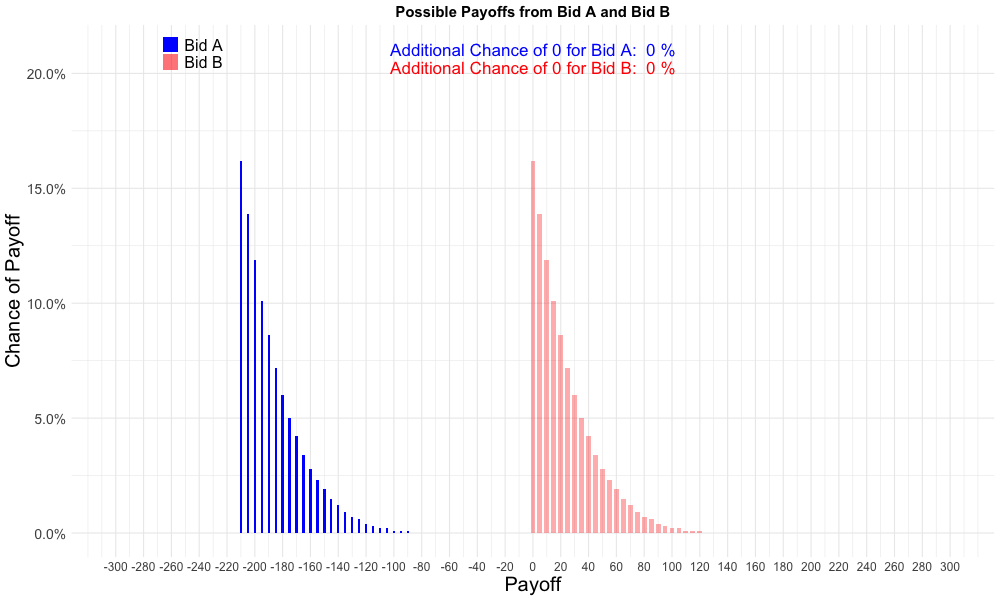 Possible Payoffs from Bid A and Bid B
Bid A
Bid B
Additional Chance of 0 for Bid A:  0 %
Additional Chance of 0 for Bid B:  0 %
Chance of Payoff
20.0%
15.0%
10.0%
5.0%
0.0%
-300 -280 -260 -240 -220 -200 -180 -160 -140 -120 -100 -80 -60 -40 -20 0 20 40 60 80 100 120 140 160 180 200 220 240 260 280 300
Payoff